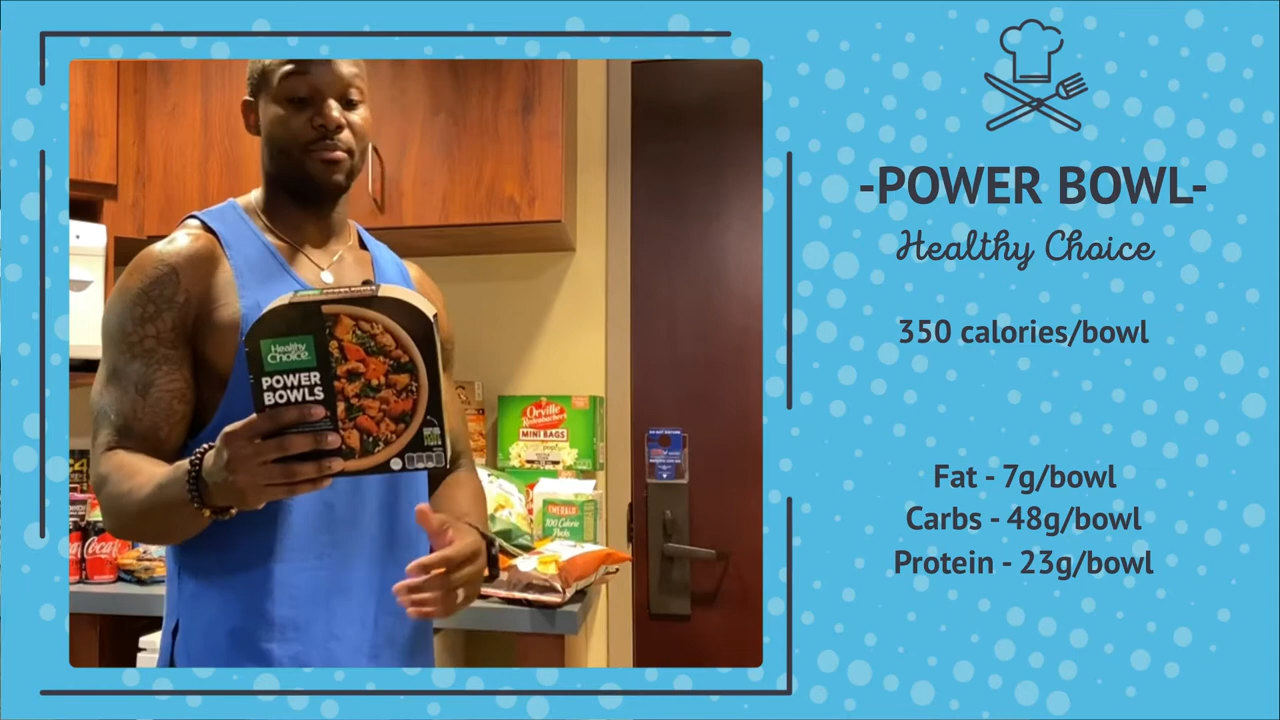 -POWER BOWL-
Healthy Choice
350 calories/bowl
Fat - 7g/bowl
Carbs - 48g/bowl
Protein - 23g/bowl
Healthy
Choice
POWER
BOWLS
Orville
Redenbacher's
MINI BAGS
EMERALD
100 Calorie
Packs
Coca